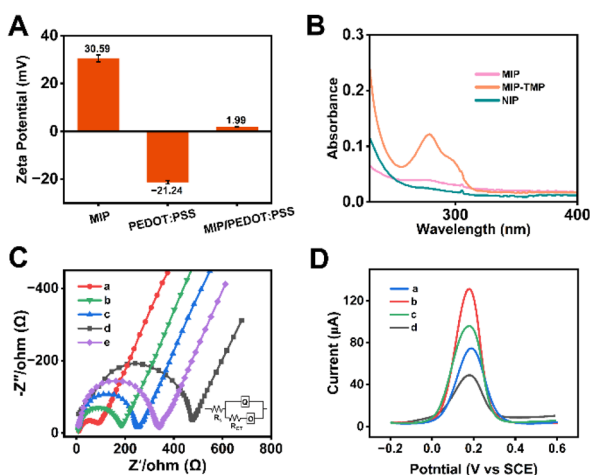 A
Zeta Potential (mV)
40
20
0
−20
30.59
−21.24
1.99
MIP
PEDOT:PSS
MIP/PEDOT:PSS
B
Absorbance
0.3
0.2
0.1
0.0
MIP
MIP-TMP
NIP
300
400
Wavelength (nm)
C
-Z''/ohm (Ω)
−400
−200
0
a
b
c
d
e
Q
Q
0
200
400
600
800
Z′/ohm (Ω)
D
Current (µA)
120
80
40
0
a
b
c
d
−0.2
0.0
0.2
0.4
0.6
Potntial (V vs SCE)